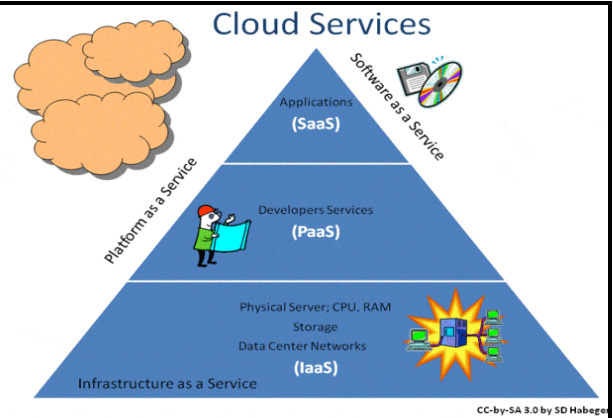 Cloud Services
Software as a Service
Applications
(SaaS)
Platform as a Service
Developers Services
(PaaS)
Physical Server; CPU, RAM
Storage
Data Center Networks
(IaaS)
Infrastructure as a Service
CC-by-SA 3.0 by SD Habeger